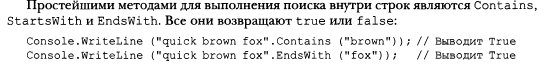 Простейшими методами для выполнения поиска внутри строк являются Contains,
StartsWith и EndsWith. Все они возвращают true или false:
Console.WriteLine ("quick brown fox".Contains ("brown")); // Выводит True
Console.WriteLine ("quick brown fox".EndsWith ("fox"));   // Выводит True